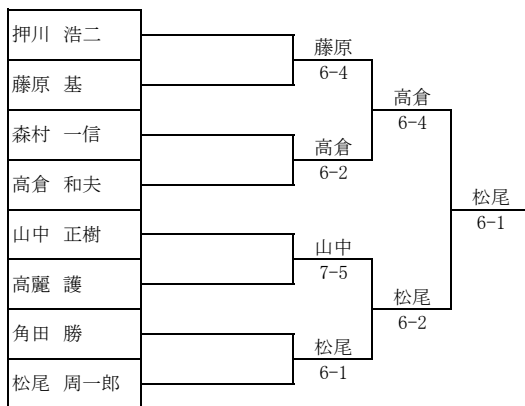 押川 浩二
藤原 基
森村 一信
高倉 和夫
山中 正樹
高麗 護
角田 勝
松尾 周一郎
藤原
6-4
高倉
6-2
山中
7-5
松尾
6-1
高倉
6-4
松尾
6-2
松尾
6-1